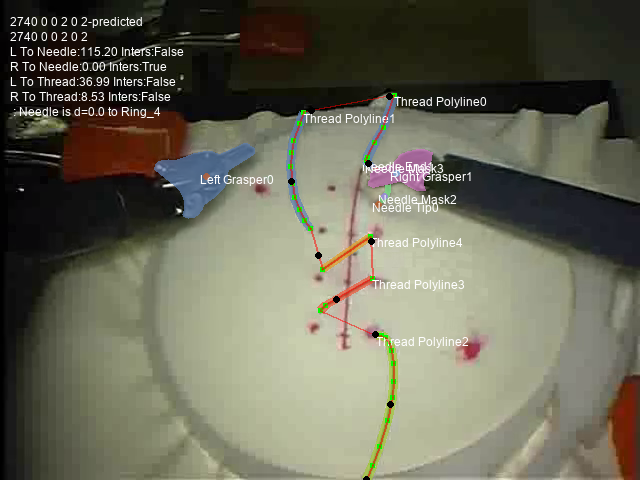 2740 0 0 2 0 2-predicted
2740 0 0 2 0 2
L To Needle:115.20 Inters:False
R To Needle:0.00 Inters:True
L To Thread:36.99 Inters:False
R To Thread:8.53 Inters:False
: Needle is d=0.0 to Ring_4
Thread Polyline0
Thread Polyline1
Needle Mask3
Left Grasper0
Right Grasper1
Needle Mask2
Needle Tip0
Thread Polyline4
Thread Polyline3
Thread Polyline2